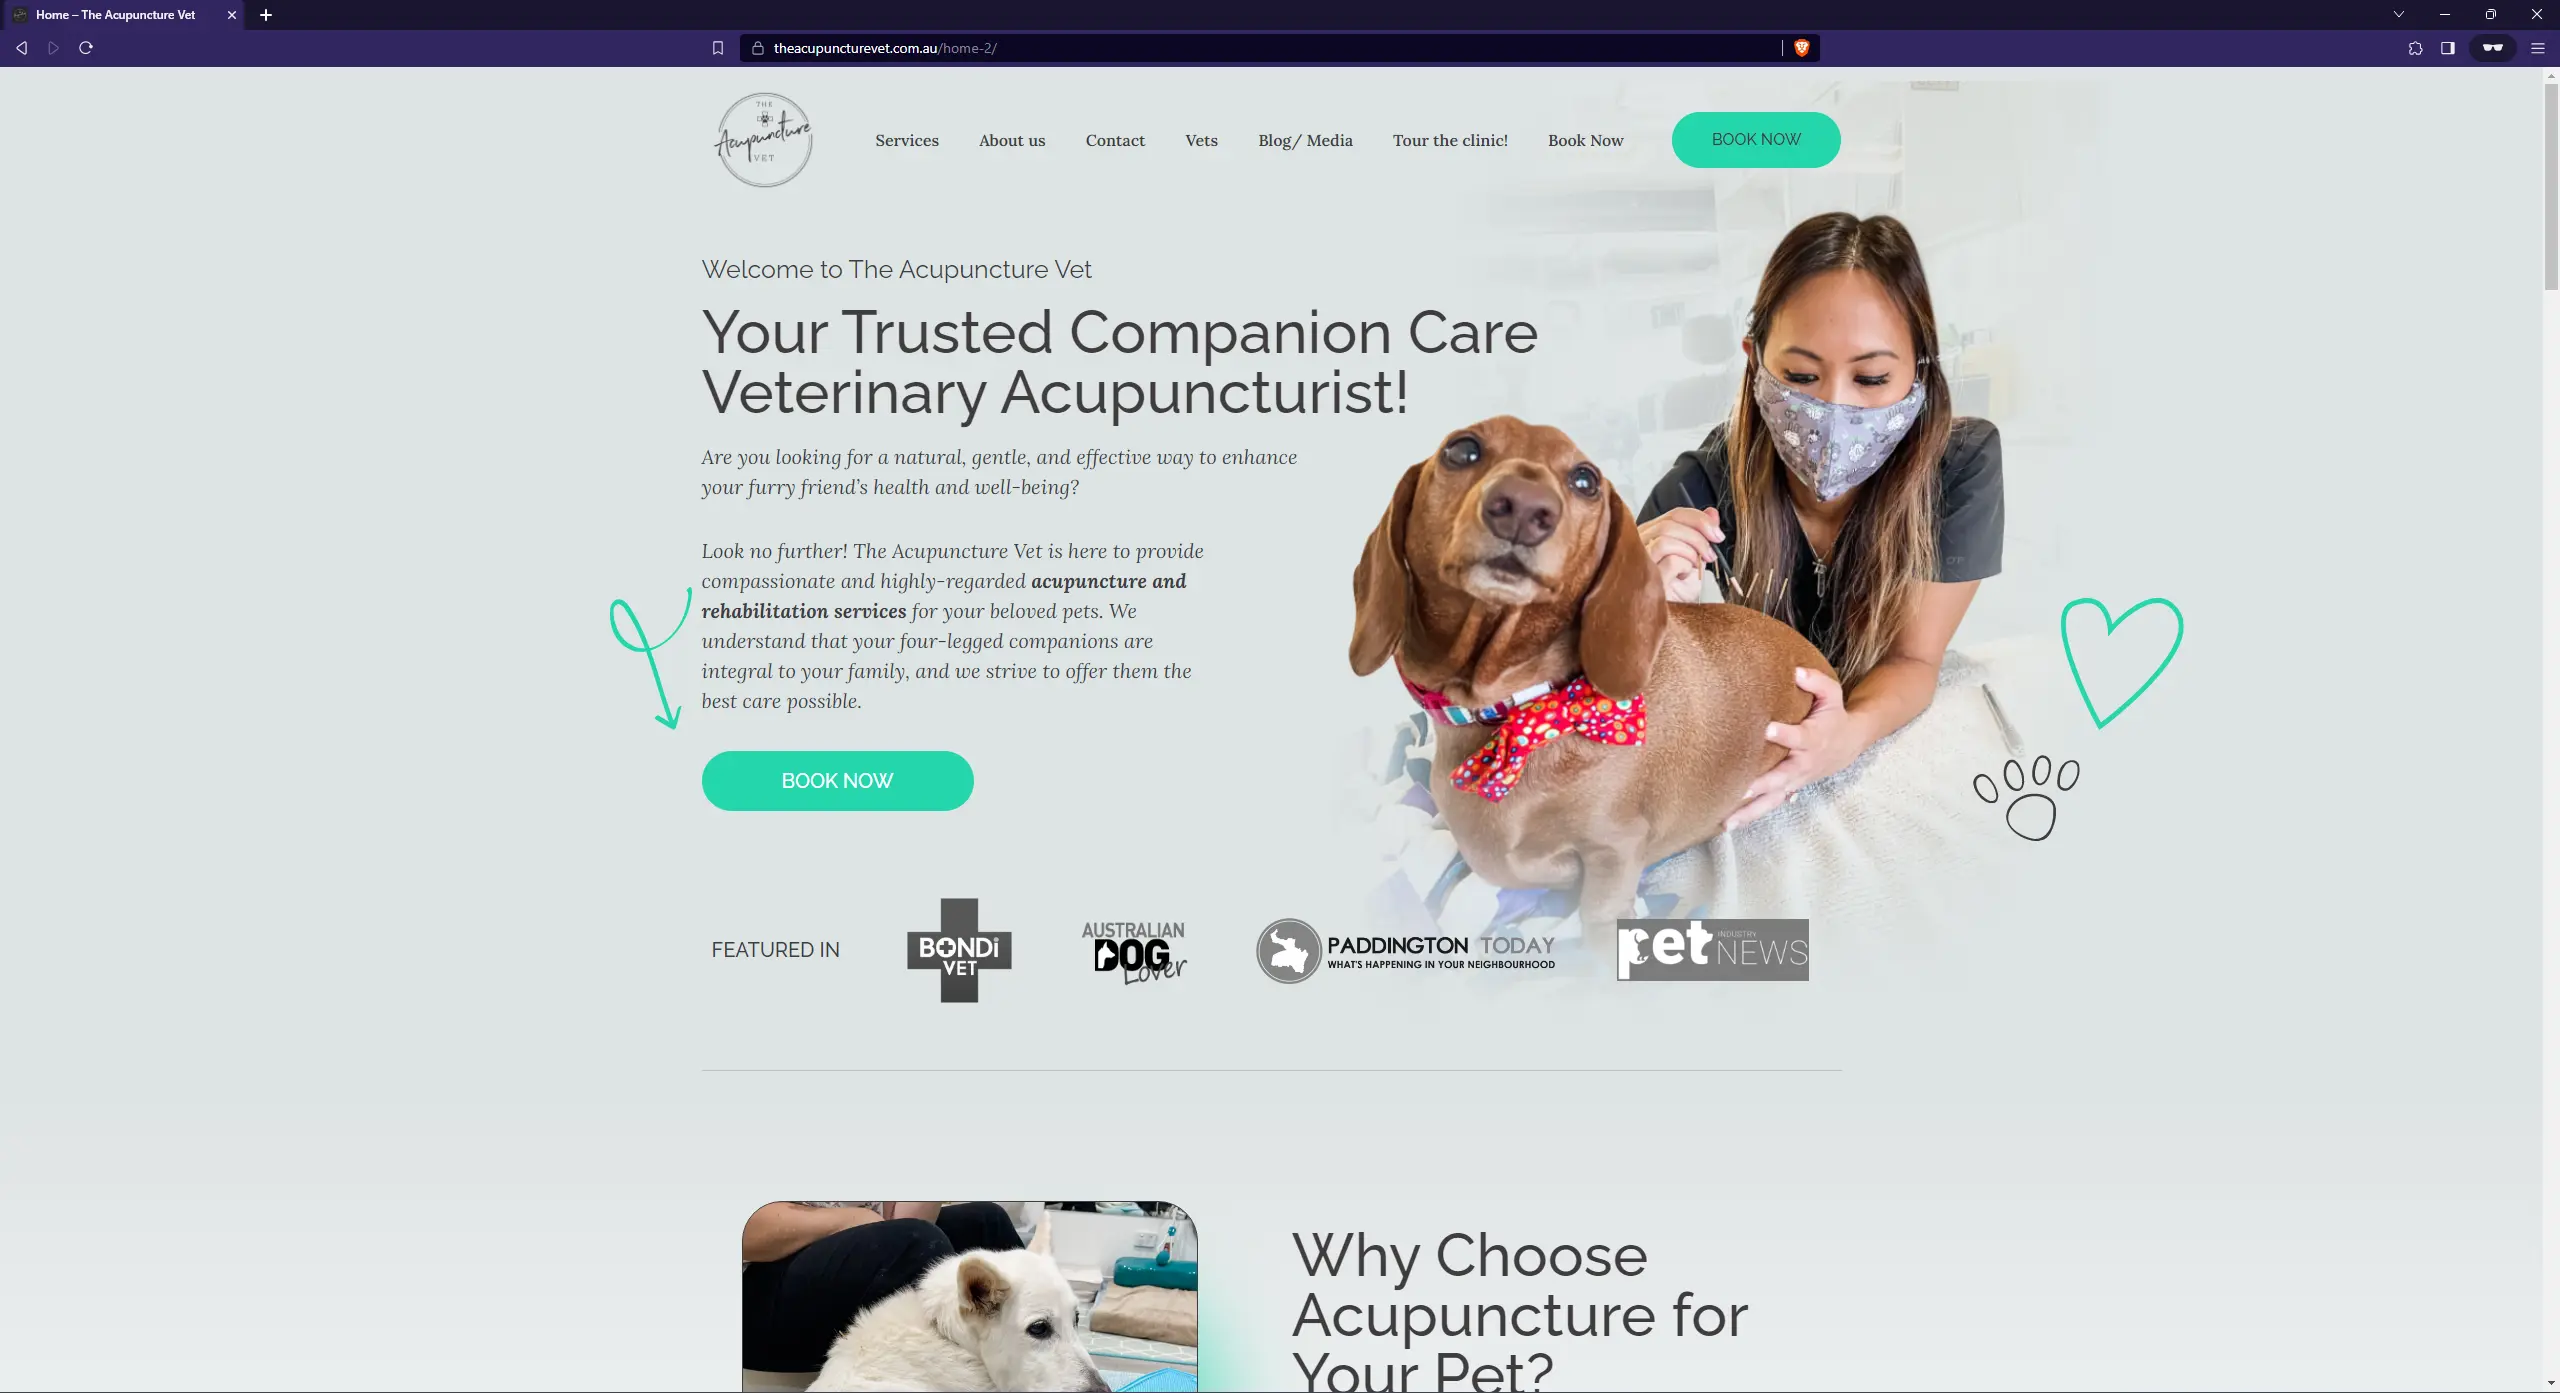 Home – The Acupuncture Vet
theacupuncturevet.com.au/home-2/
THE
Acupuncture
VET
Services
About us
Contact
Vets
Blog/ Media
Tour the clinic!
Book Now
BOOK NOW
Welcome to The Acupuncture Vet
Your Trusted Companion Care
Veterinary Acupuncturist!
Are you looking for a natural, gentle, and effective way to enhance
your furry friend’s health and well-being?
Look no further! The Acupuncture Vet is here to provide
compassionate and highly-regarded acupuncture and
rehabilitation services for your beloved pets. We
understand that your four-legged companions are
integral to your family, and we strive to offer them the
best care possible.
BOOK NOW
FEATURED IN
BONDi
VET
AUSTRALIAN
DOG
Lover
PADDINGTON TODAY
WHAT'S HAPPENING IN YOUR NEIGHBOURHOOD
pet INDUSTRY
NEWS
Why Choose
Acupuncture for
Your Pet?